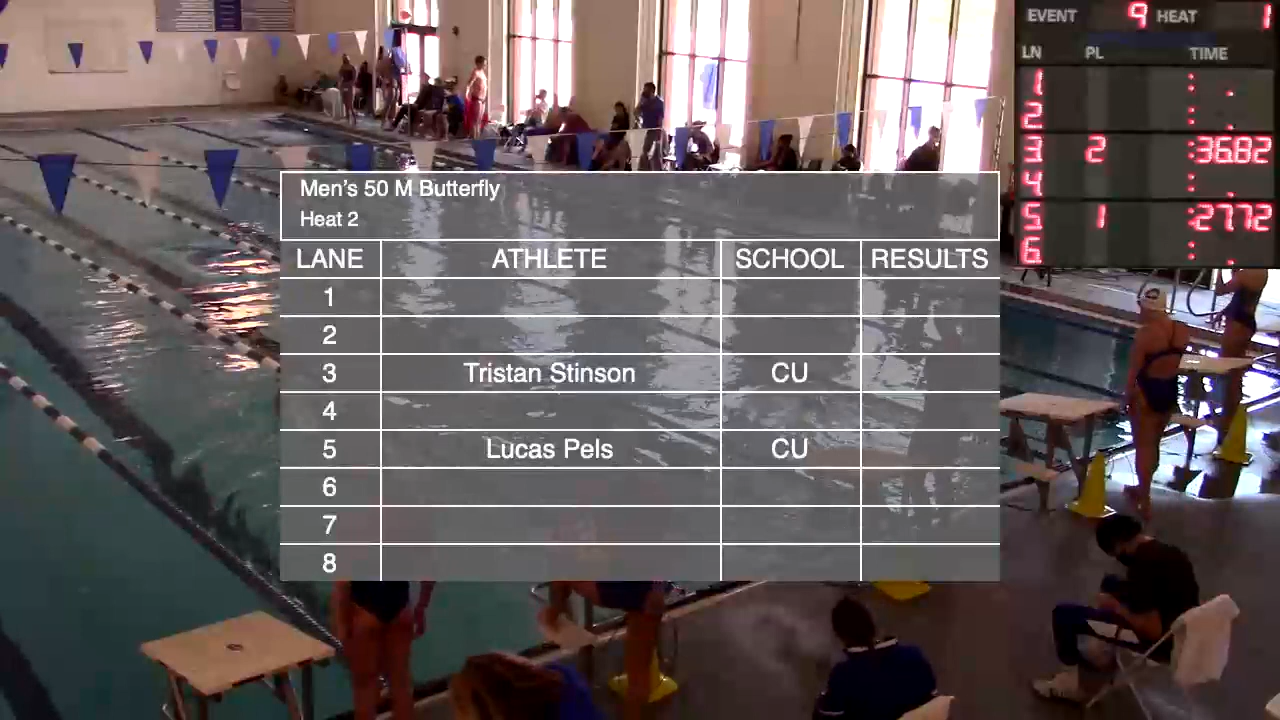 EVENT 9 HEAT 1
LN PL TIME
1 : .
2 : .
3 2 :36.82
4 : .
5 1 :27.72
6 : .
Men's 50 M Butterfly
Heat 2
LANE ATHLETE SCHOOL RESULTS
1
2
3 Tristan Stinson CU
4
5 Lucas Pels CU
6
7
8